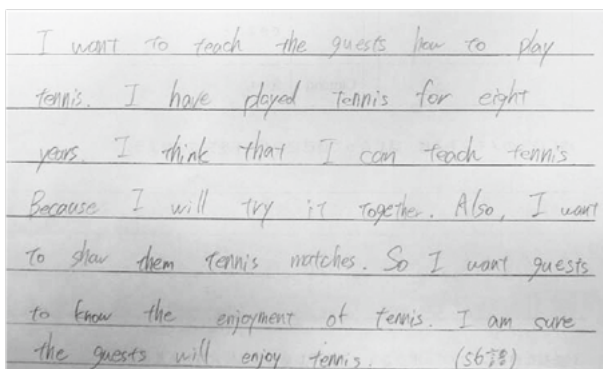 I want to teach the guests how to play
tennis. I have played tennis for eight
years. I think that I can teach tennis.
Because I will try it together. Also, I want
to show them tennis matches. So I want guests
to know the enjoyment of tennis. I am sure
the guests will enjoy tennis. (56語)